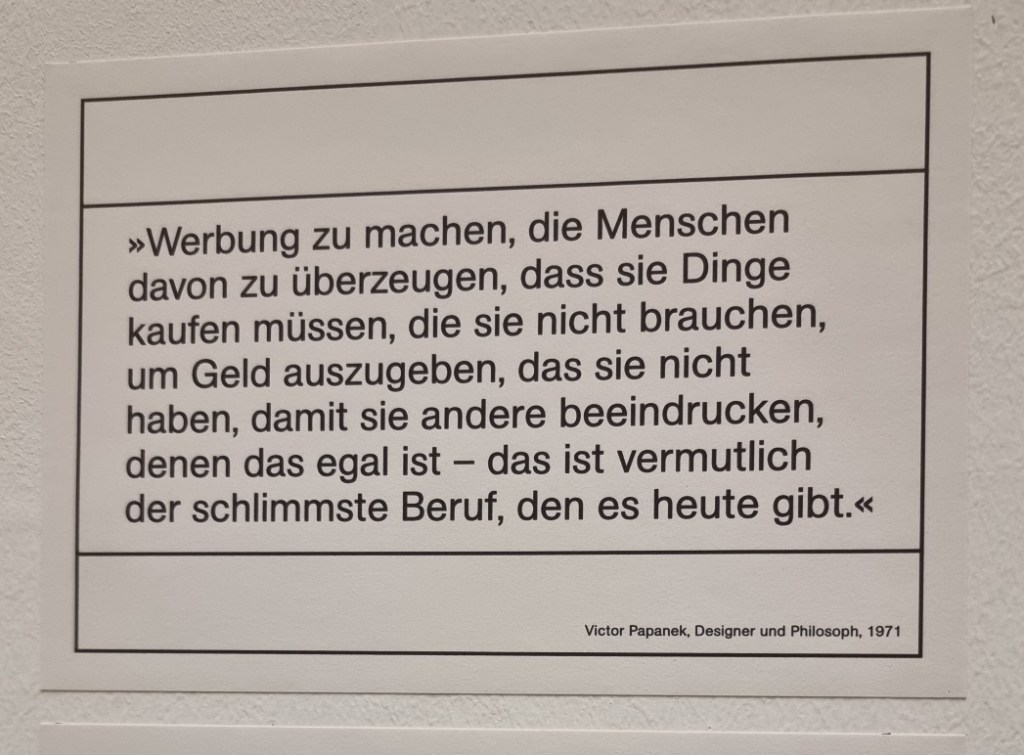 »Werbung zu machen, die Menschen
davon zu überzeugen, dass sie Dinge
kaufen müssen, die sie nicht brauchen,
um Geld auszugeben, das sie nicht
haben, damit sie andere beeindrucken,
denen das egal ist – das ist vermutlich
der schlimmste Beruf, den es heute gibt.«
Victor Papanek, Designer und Philosoph, 1971